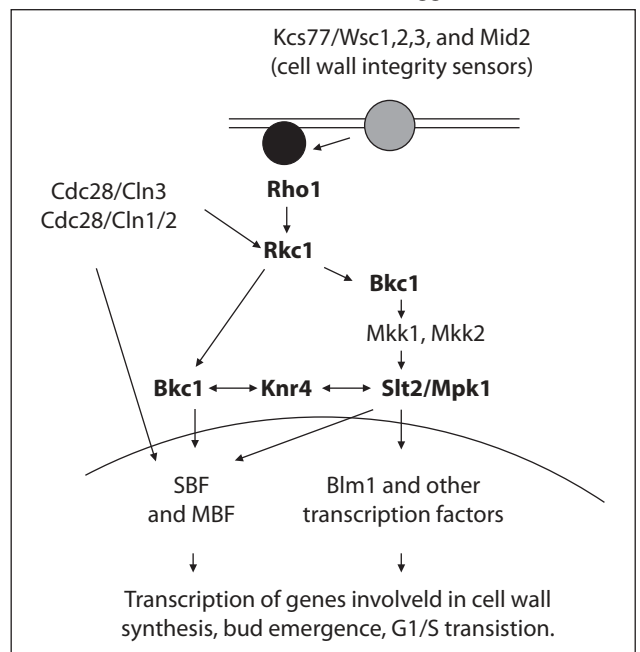 Kcs77/Wsc1,2,3, and Mid2
(cell wall integrity sensors)
Rho1
Cdc28/Cln3
Cdc28/Cln1/2
Rkc1
Bkc1
Mkk1, Mkk2
Bkc1
Knr4
Slt2/Mpk1
SBF
and MBF
Blm1 and other
transcription factors
Transcription of genes involveld in cell wall
synthesis, bud emergence, G1/S transistion.